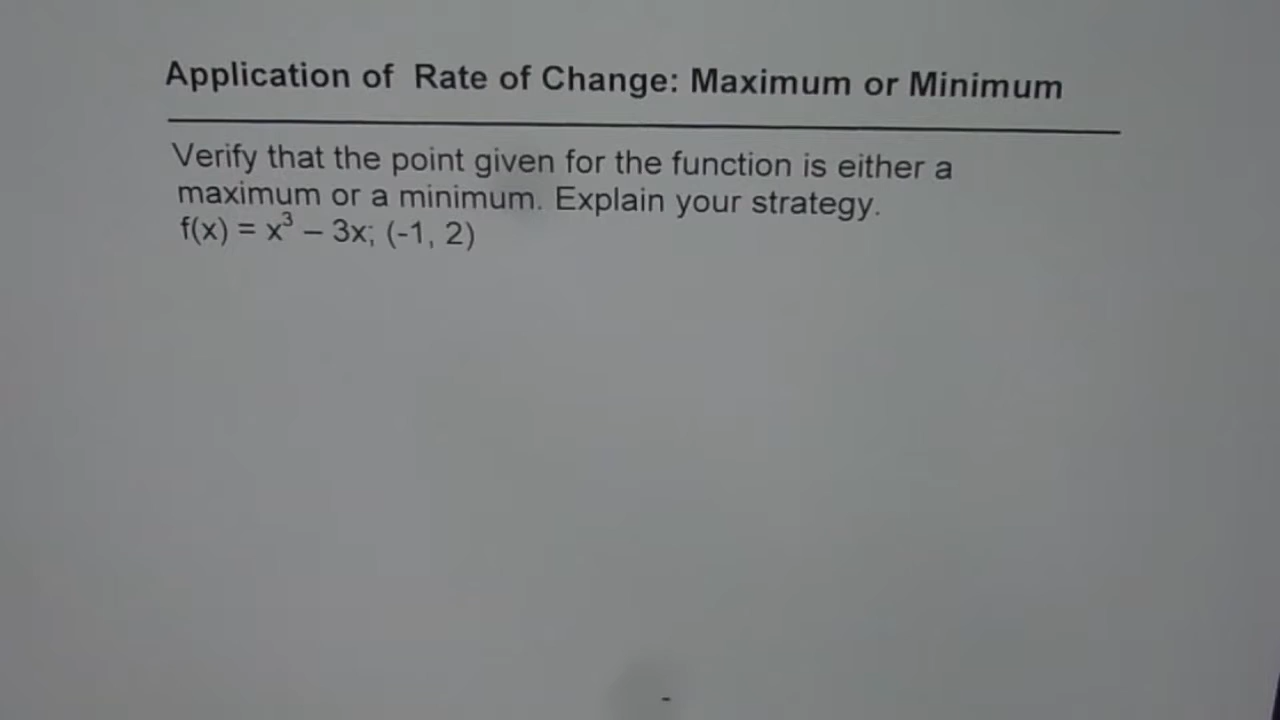 Application of Rate of Change: Maximum or Minimum
Verify that the point given for the function is either a
maximum or a minimum. Explain your strategy.
f(x) = x³ – 3x; (-1, 2)